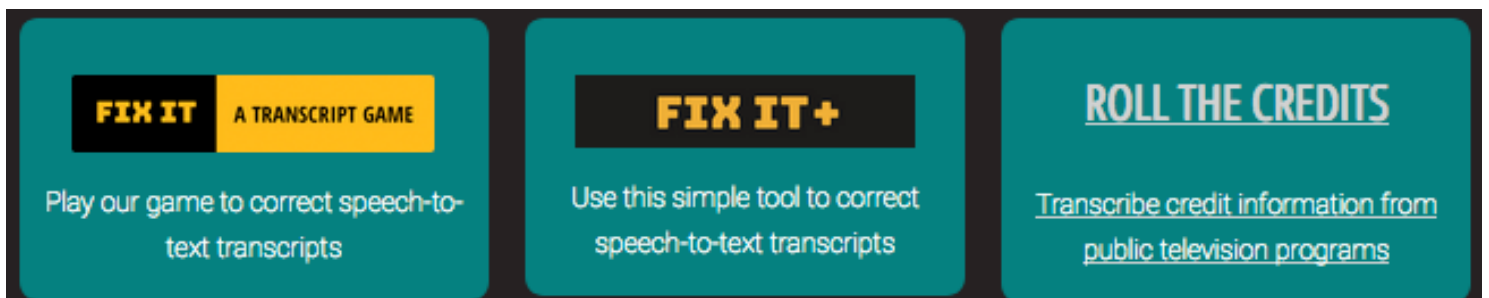 FIX IT A TRANSCRIPT GAME
Play our game to correct speech-to-
text transcripts
FIX IT+
Use this simple tool to correct
speech-to-text transcripts
ROLL THE CREDITS
Transcribe credit information from
public television programs